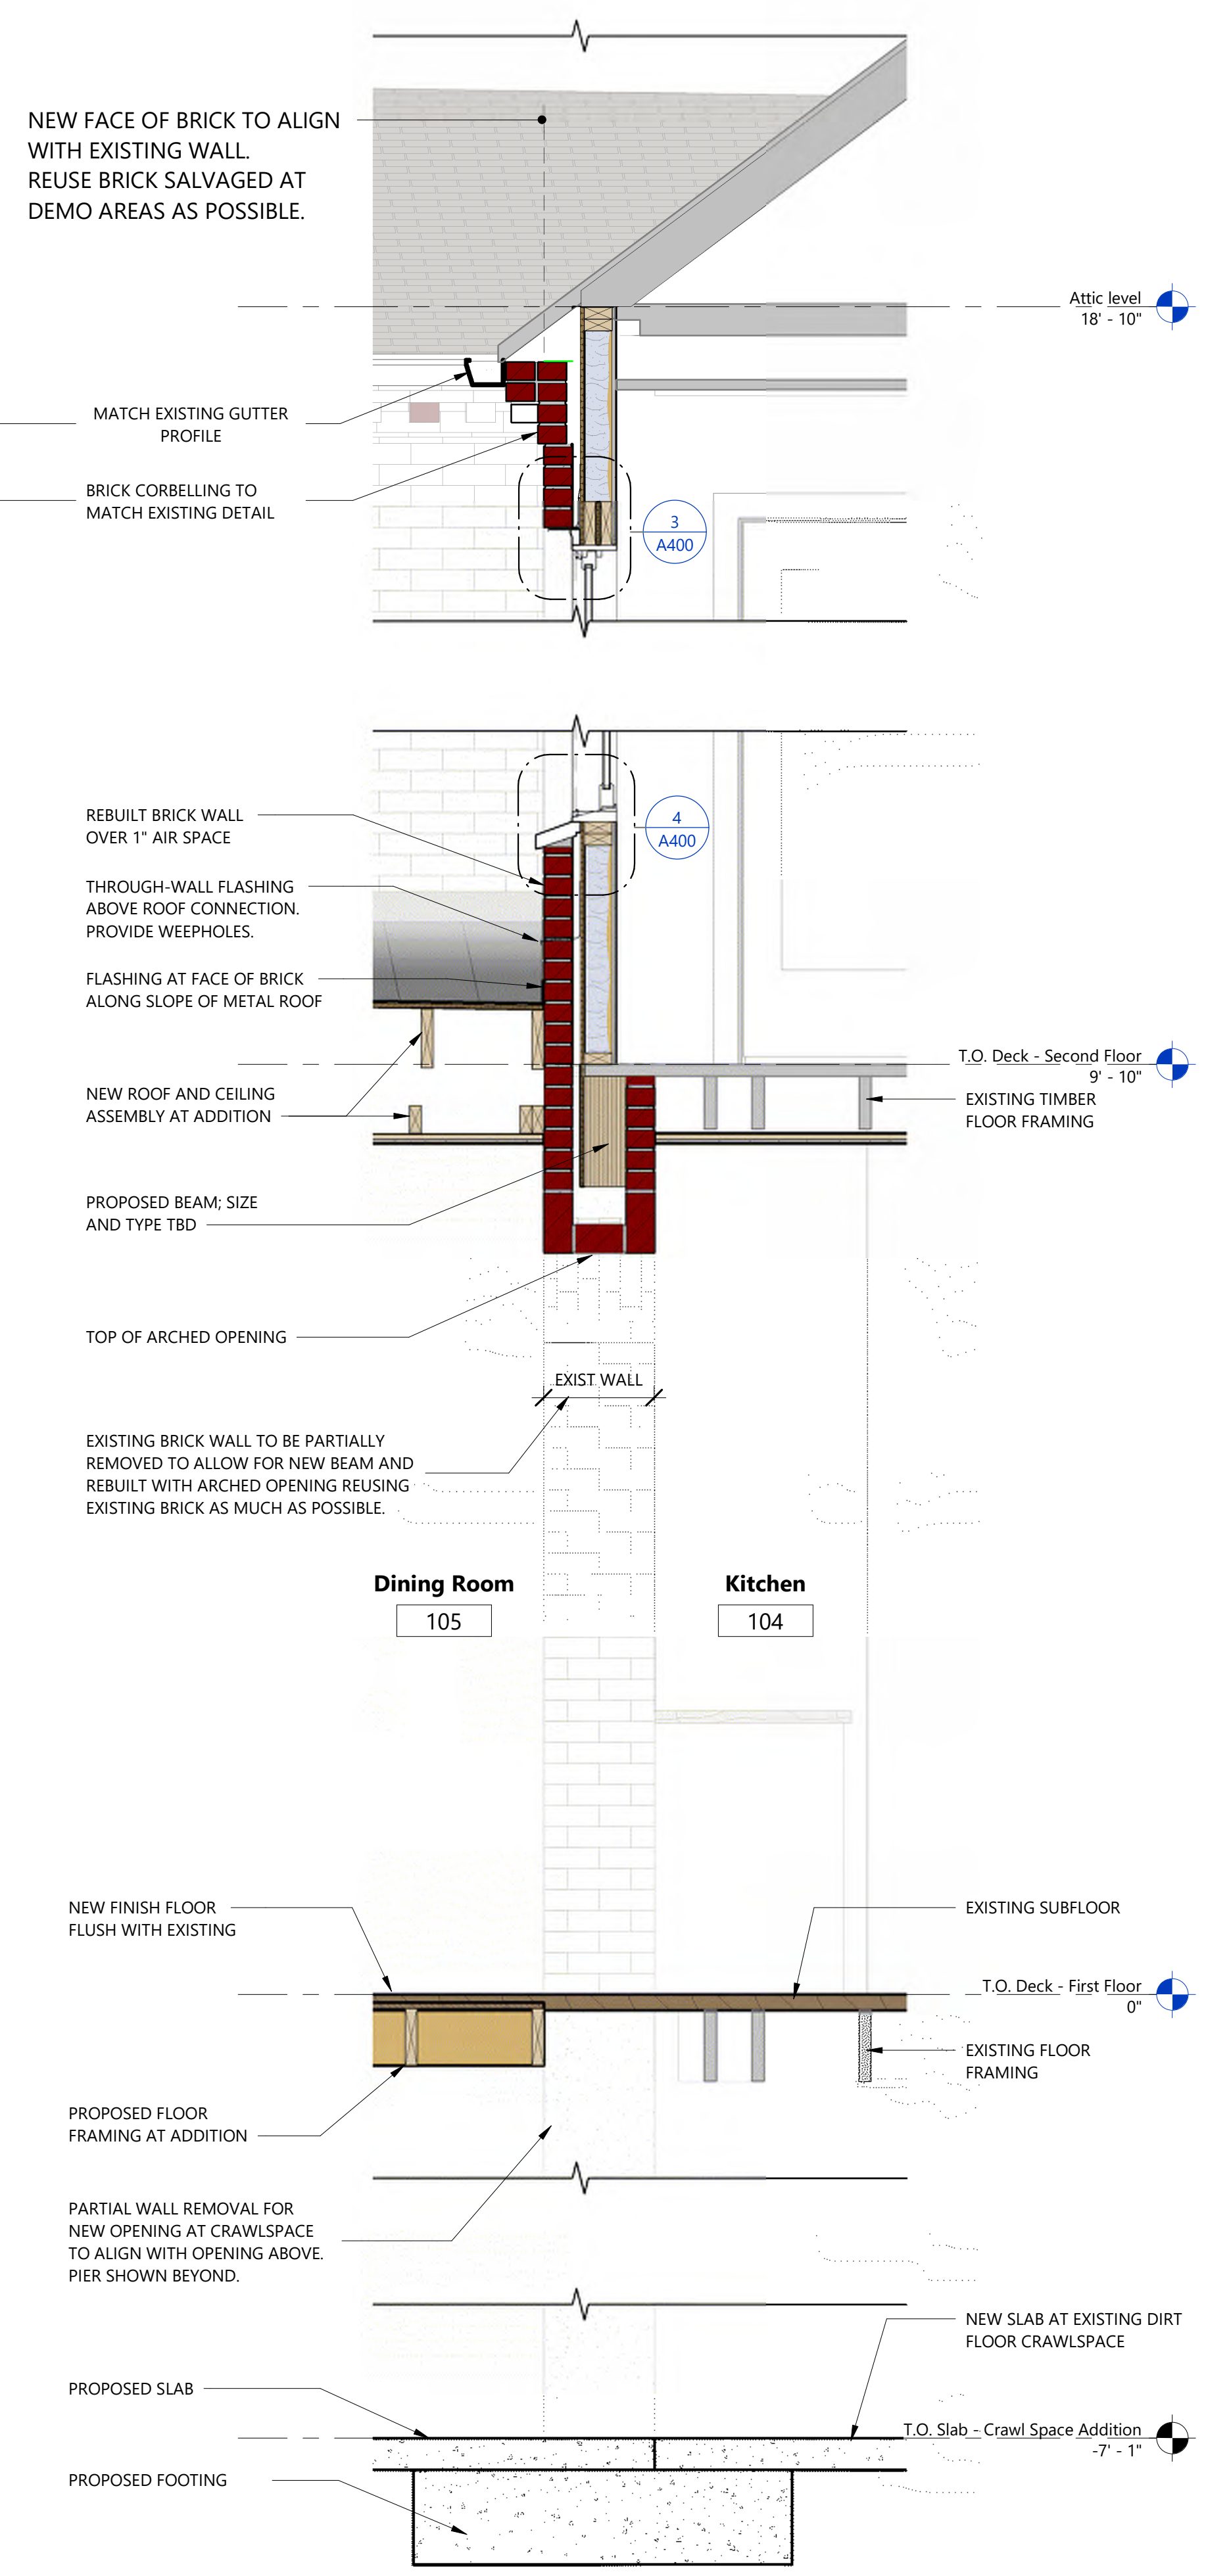 NEW FACE OF BRICK TO ALIGN
WITH EXISTING WALL.
REUSE BRICK SALVAGED AT
DEMO AREAS AS POSSIBLE.
Attic level
18' - 10"
MATCH EXISTING GUTTER
PROFILE
BRICK CORBELLING TO
MATCH EXISTING DETAIL
3
A400
REBUILT BRICK WALL
OVER 1" AIR SPACE
4
A400
THROUGH-WALL FLASHING
ABOVE ROOF CONNECTION.
PROVIDE WEEPHOLES.
FLASHING AT FACE OF BRICK
ALONG SLOPE OF METAL ROOF
T.O. Deck - Second Floor
9' - 10"
NEW ROOF AND CEILING
ASSEMBLY AT ADDITION
EXISTING TIMBER
FLOOR FRAMING
PROPOSED BEAM; SIZE
AND TYPE TBD
TOP OF ARCHED OPENING
EXIST WALL
EXISTING BRICK WALL TO BE PARTIALLY
REMOVED TO ALLOW FOR NEW BEAM AND
REBUILT WITH ARCHED OPENING REUSING
EXISTING BRICK AS MUCH AS POSSIBLE.
Dining Room
105
Kitchen
104
NEW FINISH FLOOR
FLUSH WITH EXISTING
EXISTING SUBFLOOR
T.O. Deck - First Floor
0"
EXISTING FLOOR
FRAMING
PROPOSED FLOOR
FRAMING AT ADDITION
PARTIAL WALL REMOVAL FOR
NEW OPENING AT CRAWLSPACE
TO ALIGN WITH OPENING ABOVE.
PIER SHOWN BEYOND.
NEW SLAB AT EXISTING DIRT
FLOOR CRAWLSPACE
PROPOSED SLAB
T.O. Slab - Crawl Space Addition
-7' - 1"
PROPOSED FOOTING